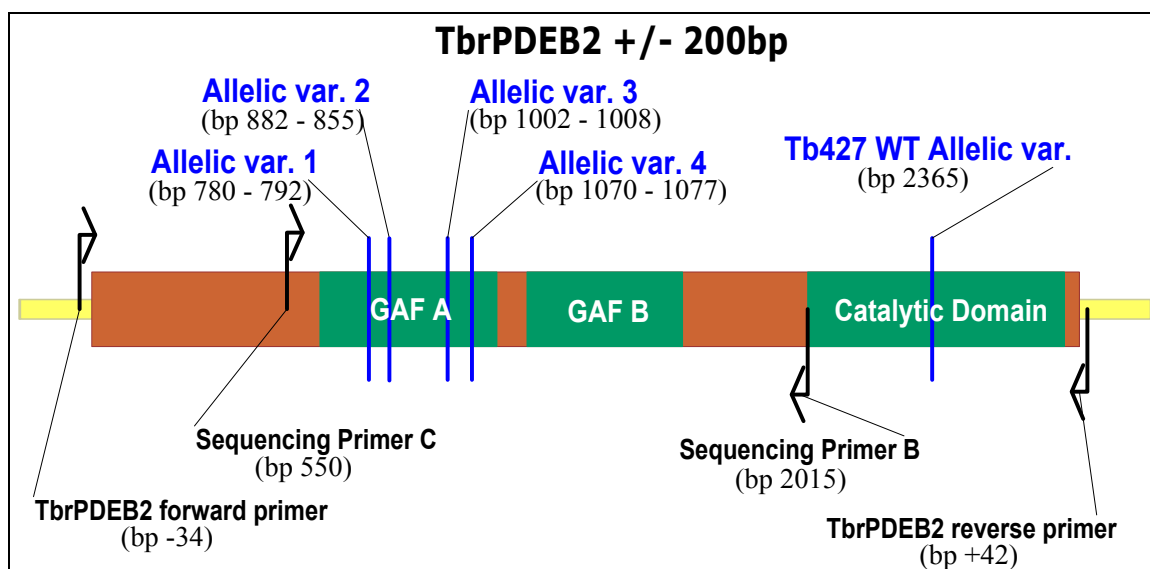 TbrPDEB2 +/- 200bp
Allelic var. 2
(bp 882 - 855)
Allelic var. 3
(bp 1002 - 1008)
Allelic var. 1
(bp 780 - 792)
Allelic var. 4
(bp 1070 - 1077)
Tb427 WT Allelic var.
(bp 2365)
GAF A
GAF B
Catalytic Domain
Sequencing Primer C
(bp 550)
Sequencing Primer B
(bp 2015)
TbrPDEB2 forward primer
(bp -34)
TbrPDEB2 reverse primer
(bp +42)